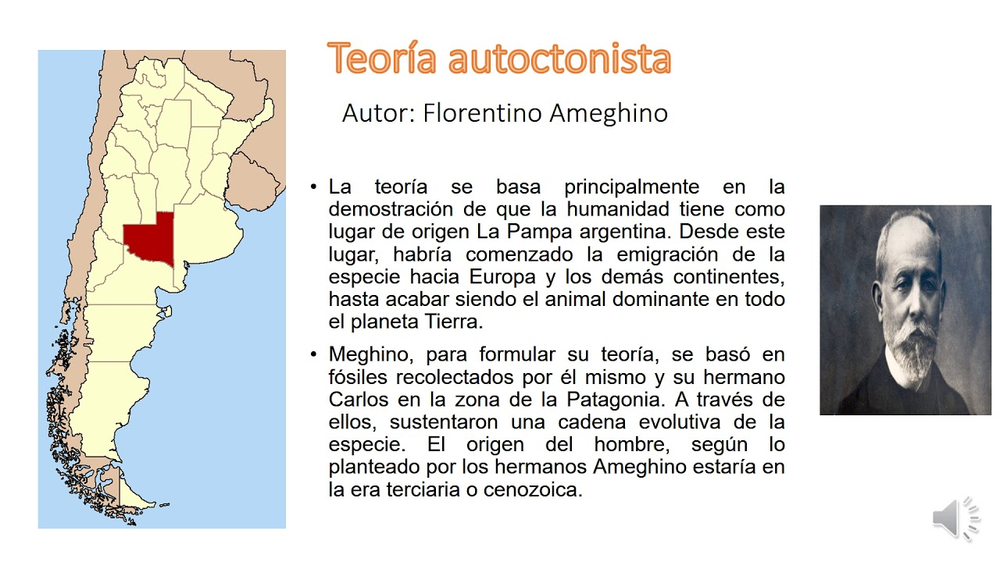 Teoría autoctonista
Autor: Florentino Ameghino
• La teoría se basa principalmente en la
demostración de que la humanidad tiene como
lugar de origen La Pampa argentina. Desde este
lugar, habría comenzado la emigración de la
especie hacia Europa y los demás continentes,
hasta acabar siendo el animal dominante en todo
el planeta Tierra.
• Meghino, para formular su teoría, se basó en
fósiles recolectados por él mismo y su hermano
Carlos en la zona de la Patagonia. A través de
ellos, sustentaron una cadena evolutiva de la
especie. El origen del hombre, según lo
planteado por los hermanos Ameghino estaría en
la era terciaria o cenozoica.